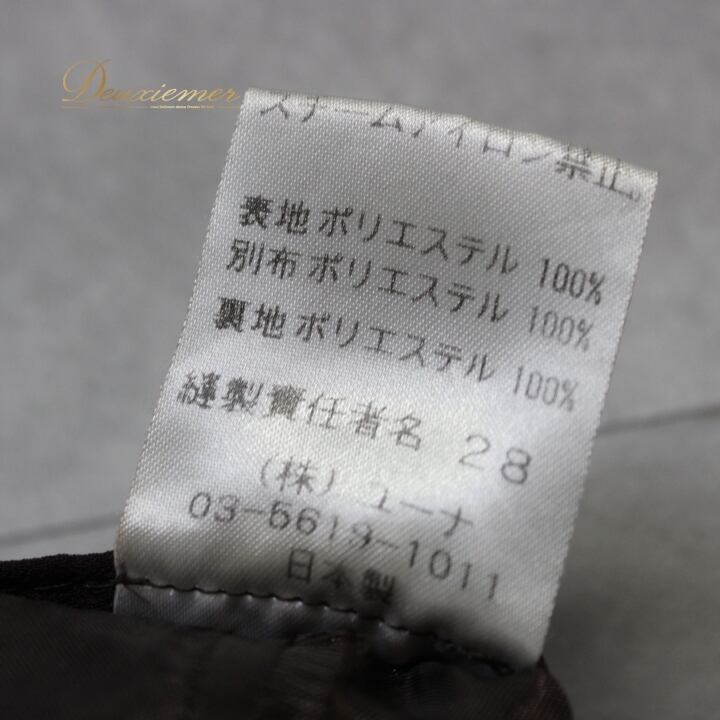 Deuxiemer
スチームアイロン禁止。
表地 ポリエステル 100%
別布 ポリエステル 100%
裏地 ポリエステル 100%
縫製責任者名 28
(株) ユーナ
03-6619-1011
日本製